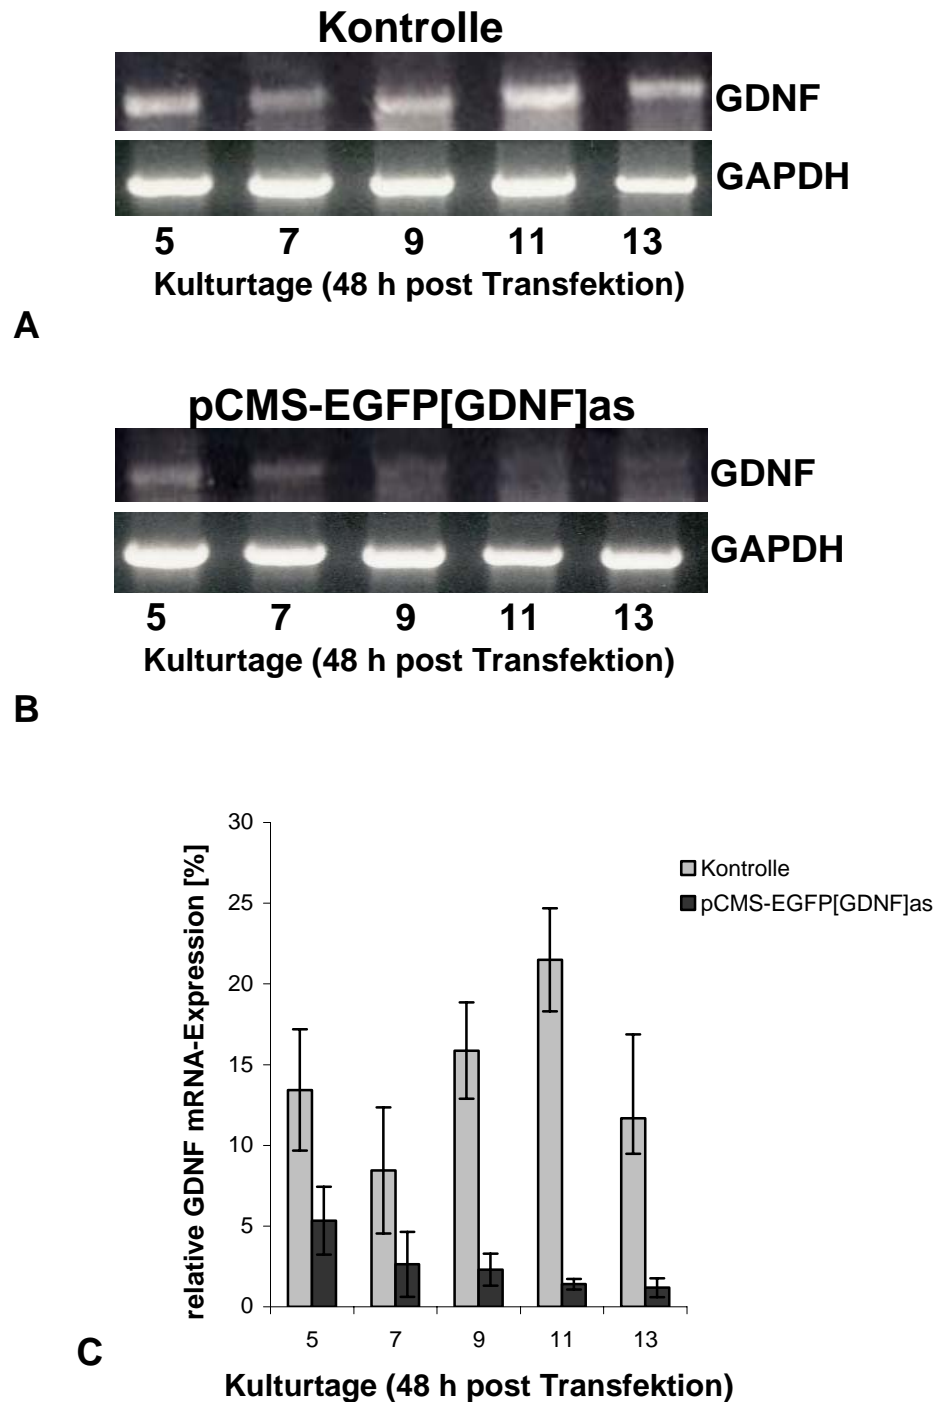 Kontrolle
GDNF
GAPDH
5 7 9 11 13
Kulturtage (48 h post Transfektion)
A
pCMS-EGFP[GDNF]as
GDNF
GAPDH
5 7 9 11 13
Kulturtage (48 h post Transfektion)
B
relative GDNF mRNA-Expression [%]
30
25
20
15
10
5
0
Kontrolle
pCMS-EGFP[GDNF]as
5 7 9 11 13
C
Kulturtage (48 h post Transfektion)